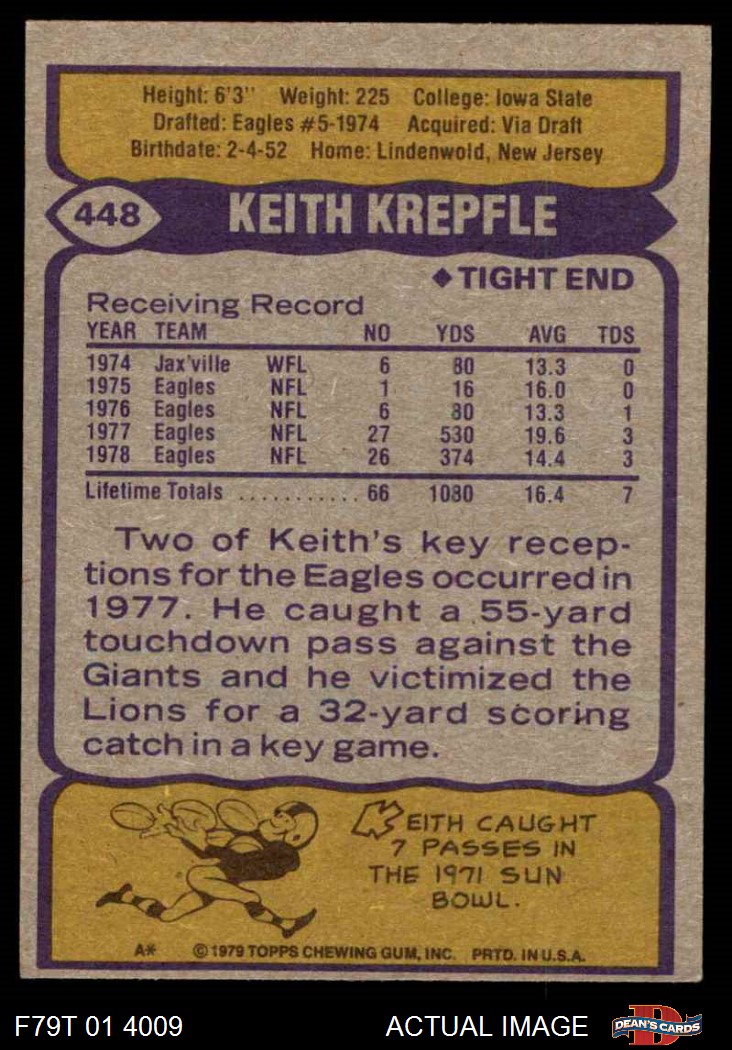 Height: 6'3" Weight: 225 College: Iowa State
Drafted: Eagles #5-1974 Acquired: Via Draft
Birthdate: 2-4-52 Home: Lindenwold, New Jersey
448 KEITH KREPFLE
◆TIGHT END
Receiving Record
YEAR TEAM NO YDS AVG TDS
1974 Jax'ville WFL 6 80 13.3 0
1975 Eagles NFL 1 16 16.0 0
1976 Eagles NFL 6 80 13.3 1
1977 Eagles NFL 27 530 19.6 3
1978 Eagles NFL 26 374 14.4 3
Lifetime Totals ........... 66 1080 16.4 7
Two of Keith's key recep-
tions for the Eagles occurred in
1977. He caught a 55-yard
touchdown pass against the
Giants and he victimized the
Lions for a 32-yard scoring
catch in a key game.
KEITH CAUGHT
7 PASSES IN
THE 1971 SUN
BOWL.
A* © 1979 TOPPS CHEWING GUM, INC. PRTD. IN U.S.A.
F79T 01 4009 ACTUAL IMAGE D DEAN'S CARDS